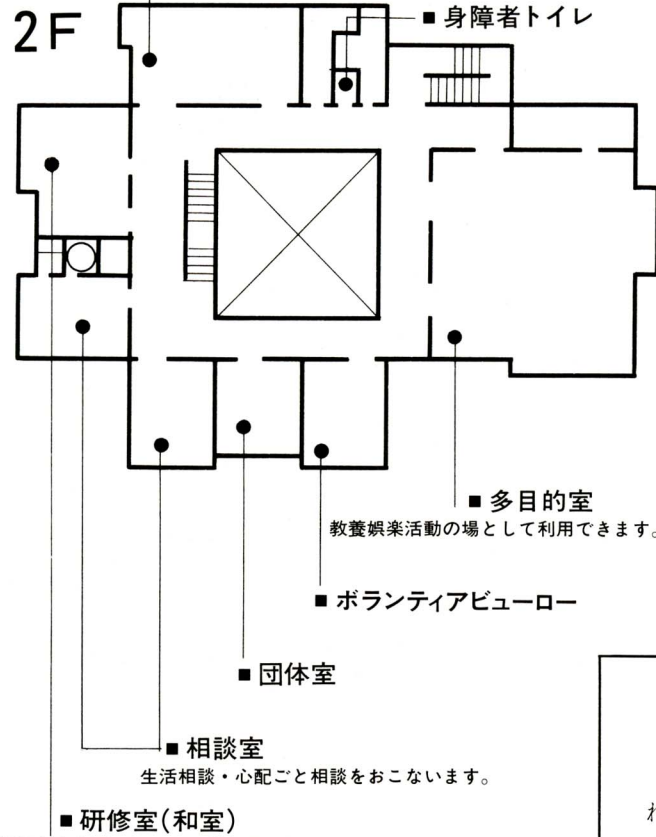 2F
■ 身障者トイレ
■ 多目的室
教養娯楽活動の場として利用できます。
■ ボランティアビューロー
■ 団体室
■ 相談室
生活相談・心配ごと相談をおこないます。
■ 研修室(和室)